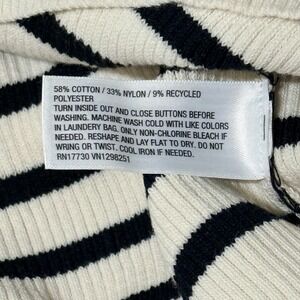 58% COTTON / 33% NYLON / 9% RECYCLED
POLYESTER
TURN INSIDE OUT AND CLOSE BUTTONS BEFORE
WASHING. MACHINE WASH COLD WITH LIKE COLORS
IN LAUNDERY BAG. ONLY NON-CHLORINE BLEACH IF
NEEDED. RESHAPE AND LAY FLAT TO DRY. DO NOT
WRING OR TWIST. COOL IRON IF NEEDED.
RN17730 VN1298251